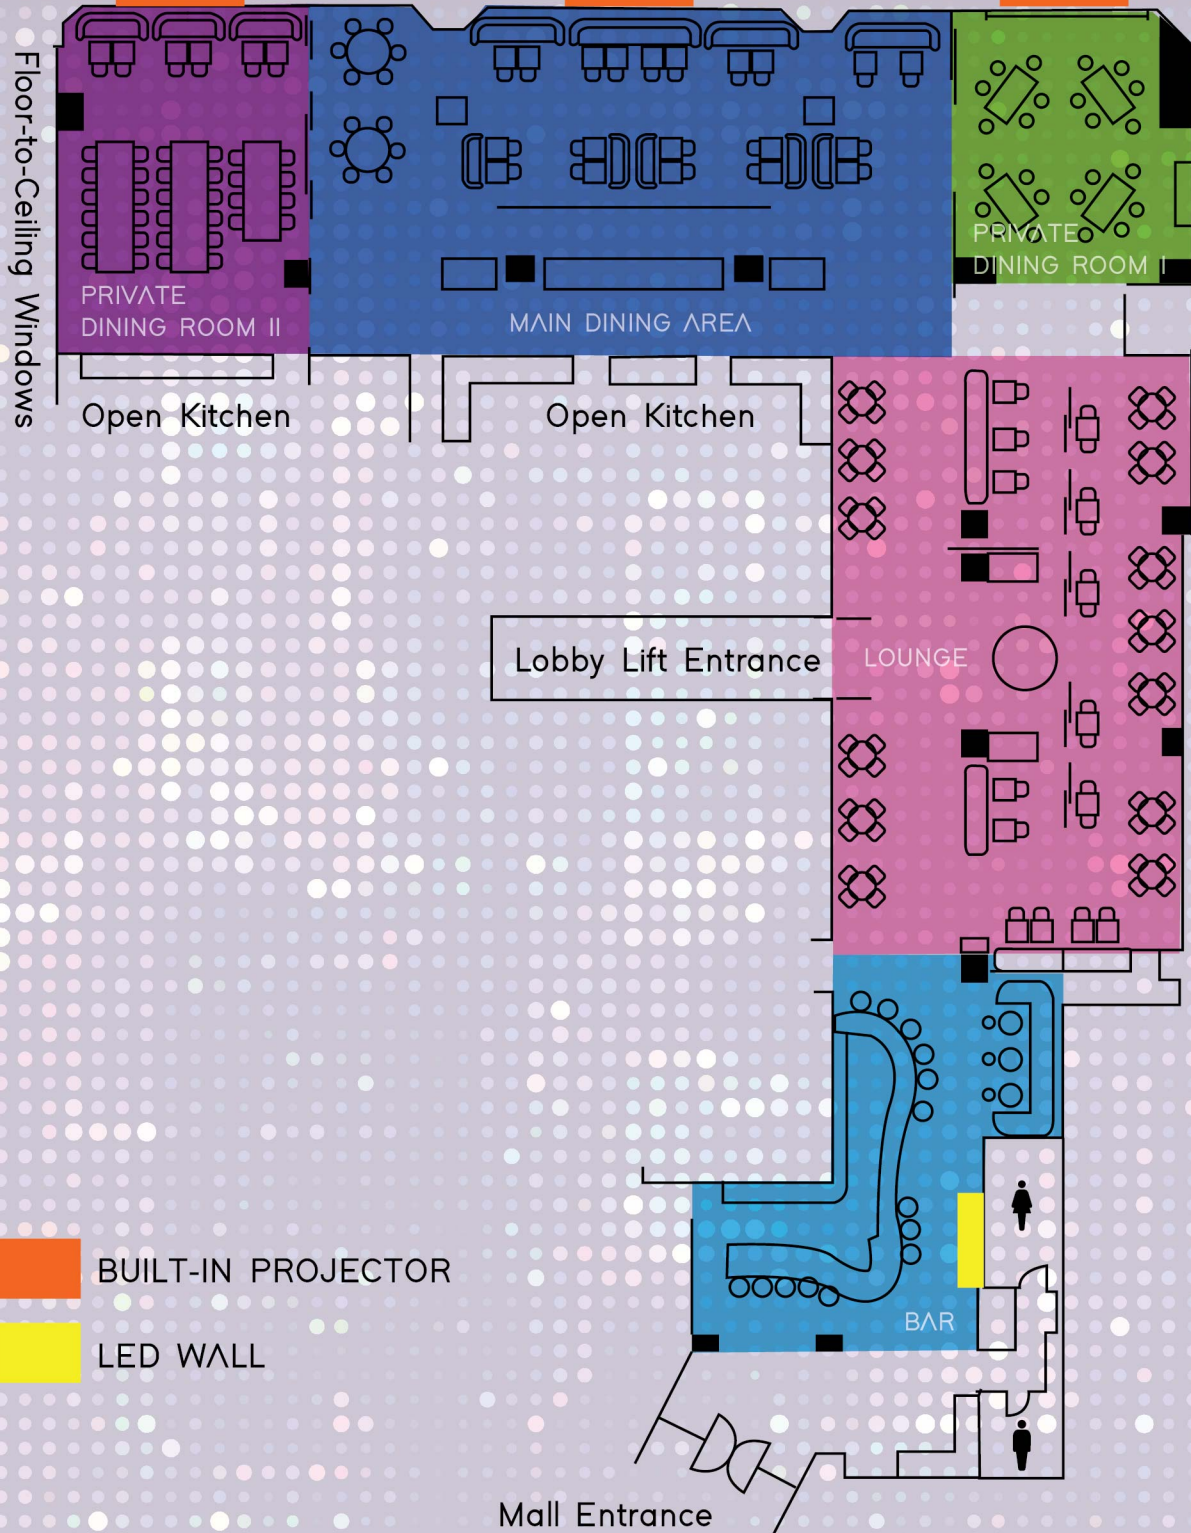 Floor-to-Ceiling Windows
PRIVATE
DINING ROOM II
MAIN DINING AREA
PRIVATE
DINING ROOM I
Open Kitchen
Open Kitchen
Lobby Lift Entrance
LOUNGE
BUILT-IN PROJECTOR
LED WALL
BAR
Mall Entrance